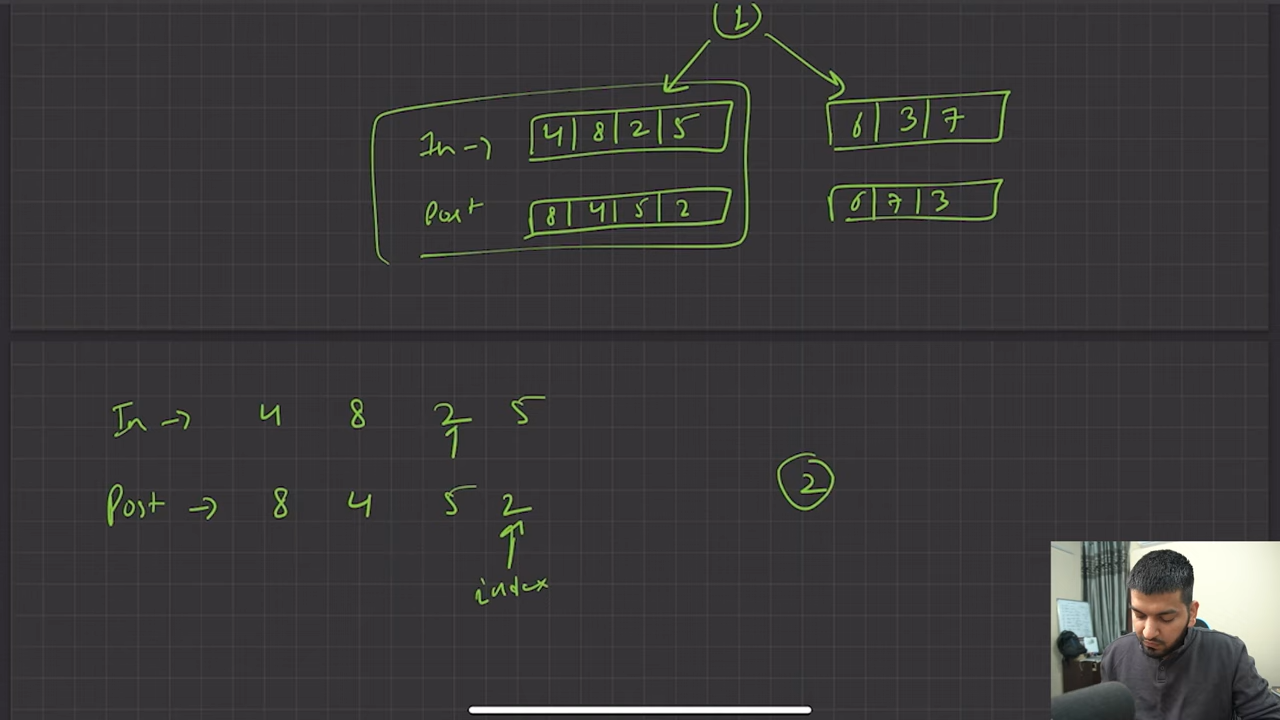 1
In → 4 | 8 | 2 | 5
6 | 3 | 7
Post 8 | 4 | 5 | 2
6 | 7 | 3
In → 4 8 2 5
Post → 8 4 5 2
index
2